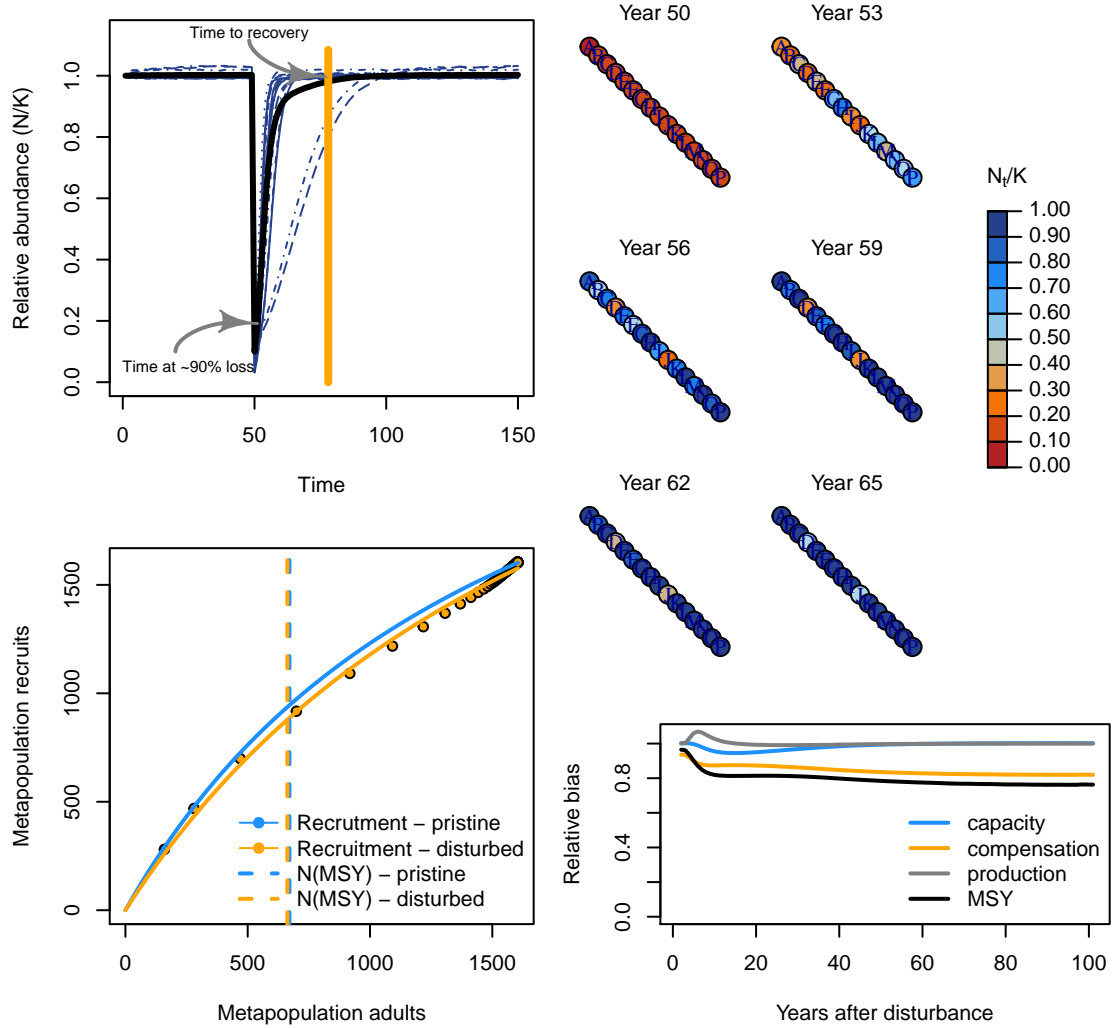 Time to recovery
Time at ~90% loss
Relative abundance (N/K)
0.0
0.2
0.4
0.6
0.8
1.0
0
50
100
150
Time
Year 50
Year 53
Year 56
Year 59
Year 62
Year 65
N_t/K
1.00
0.90
0.80
0.70
0.60
0.50
0.40
0.30
0.20
0.10
0.00
Metapopulation recruits
0
500
1000
1500
Recrutment − pristine
Recruitment − disturbed
N(MSY) − pristine
N(MSY) − disturbed
0
500
1000
1500
Metapopulation adults
Relative bias
0.0
0.4
0.8
capacity
compensation
production
MSY
0
20
40
60
80
100
Years after disturbance